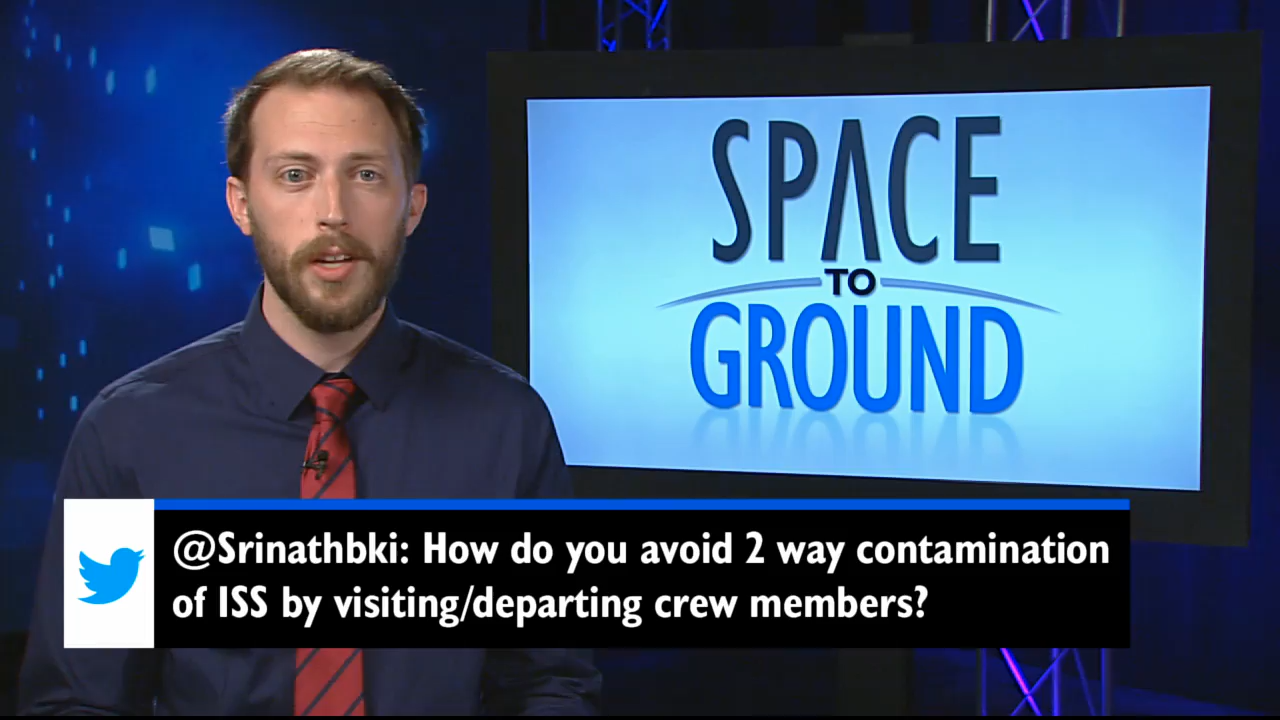 SPACE
TO
GROUND
@Srinathbki: How do you avoid 2 way contamination
of ISS by visiting/departing crew members?